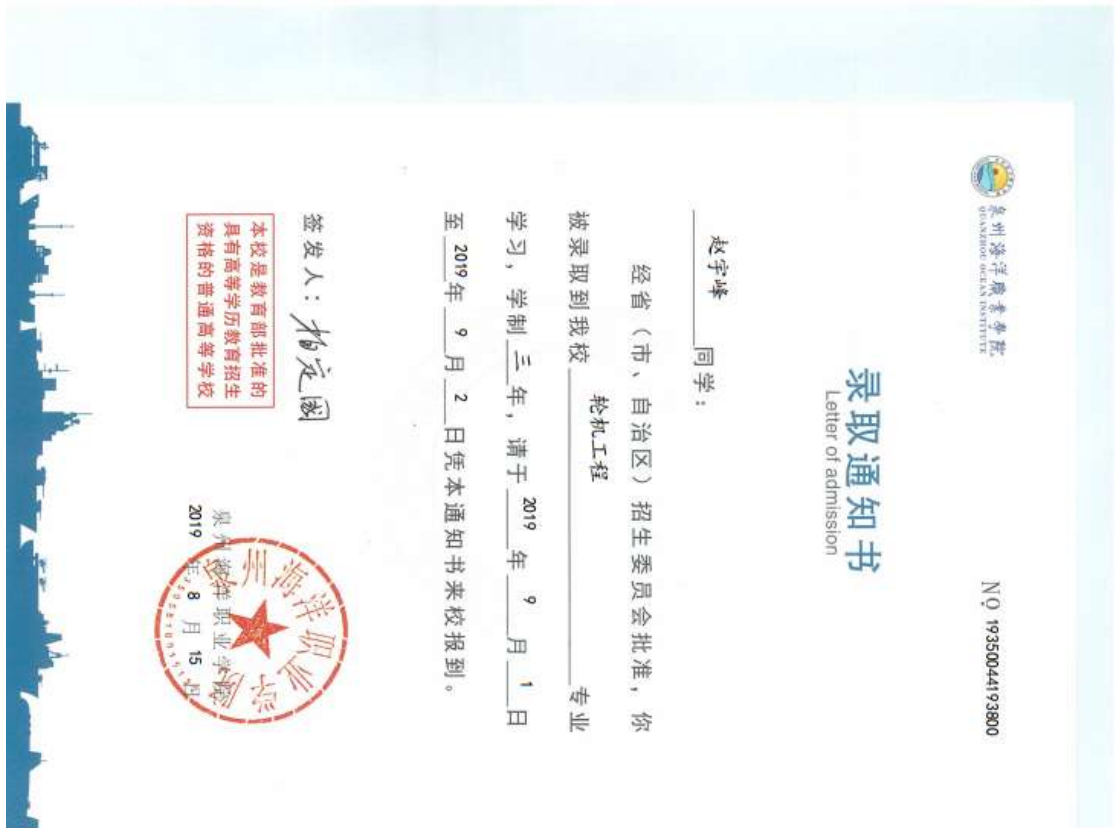 泉州海洋職業學院
QUANZHOU OCEAN INSTITUTE
NO 19350044193800
录取通知书
Letter of admission
赵宇峰 同学：
经省（市、自治区）招生委员会批准，你
被录取到我校 轮机工程 专业
学习，学制 三 年，请于 2019 年 9 月 1 日
至 2019 年 9 月 2 日凭本通知书来校报到。
签发人：
本校是教育部批准的
具有高等学历教育招生
资格的普通高等学校
泉州海洋职业学院
2019 年 8 月 15 日
泉州海洋职业学院